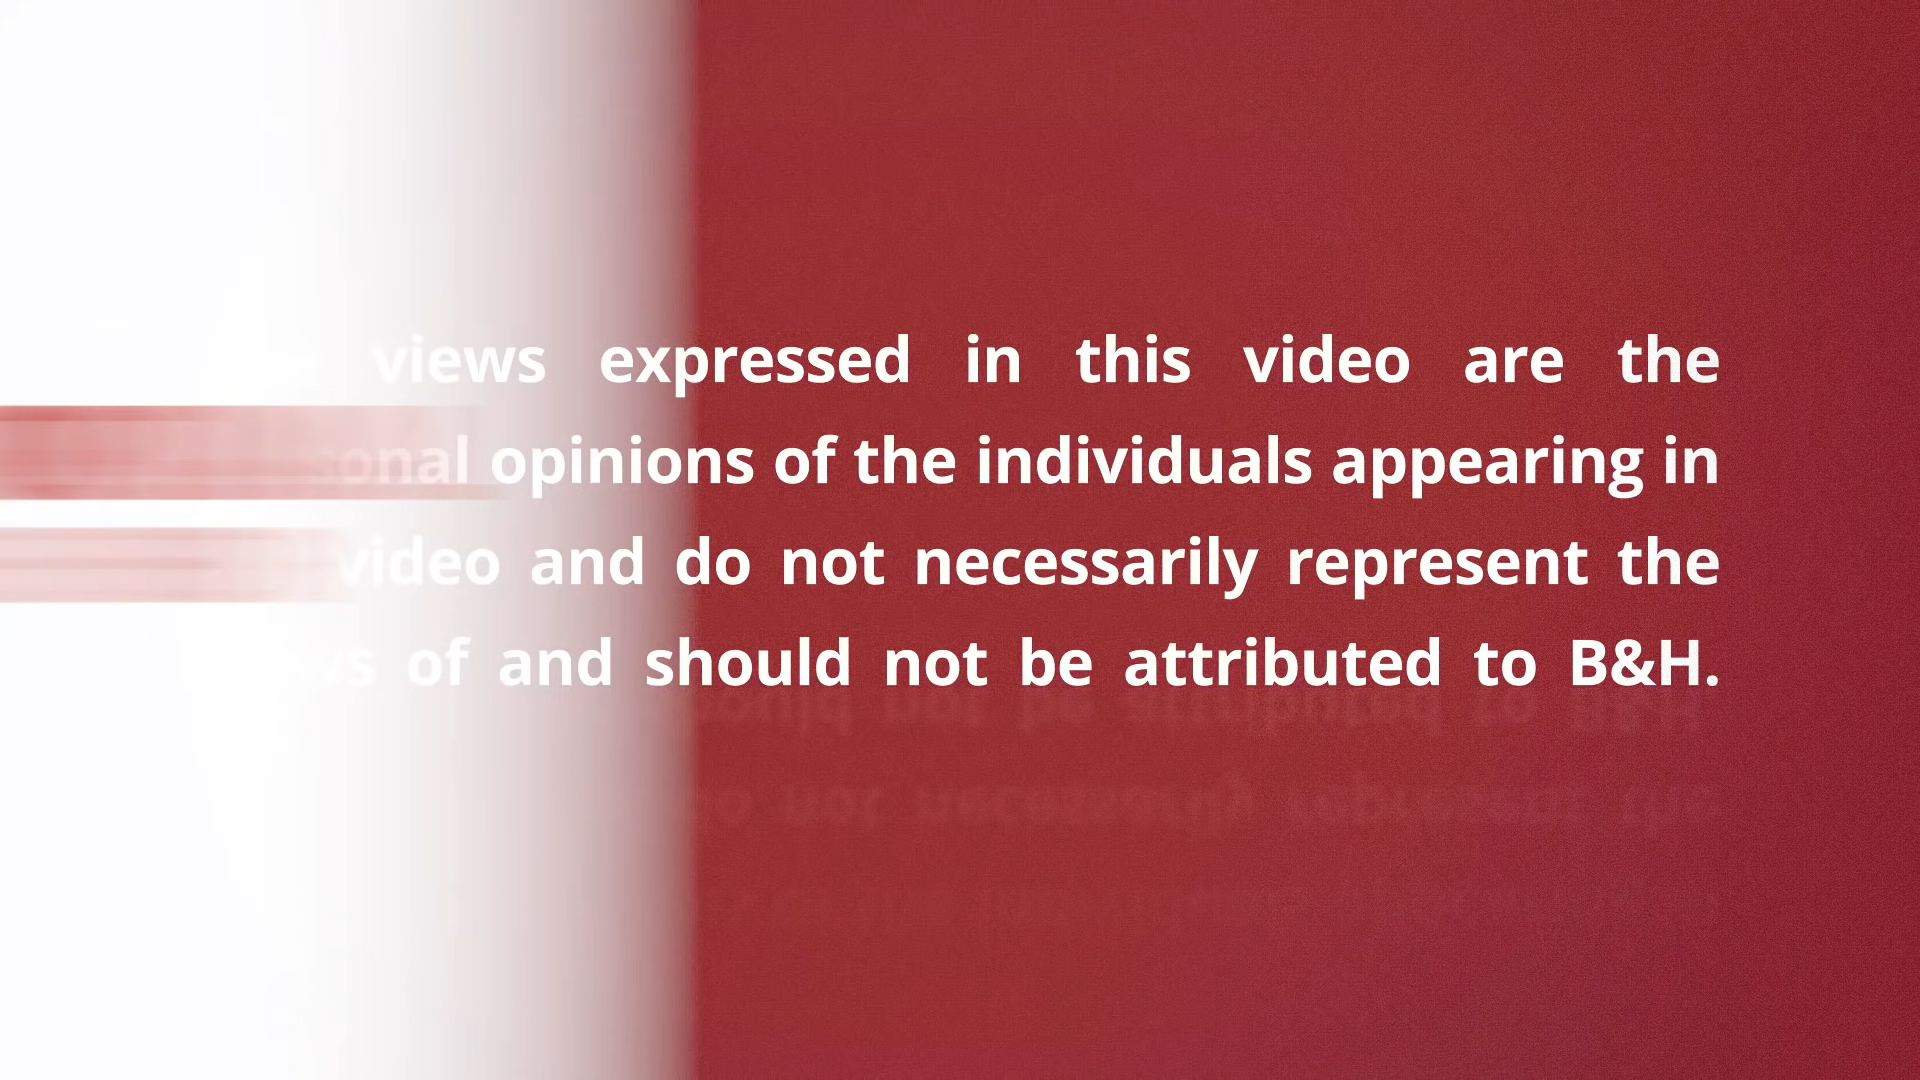 views expressed in this video are the
opinions of the individuals appearing in
video and do not necessarily represent the
of and should not be attributed to B&H.